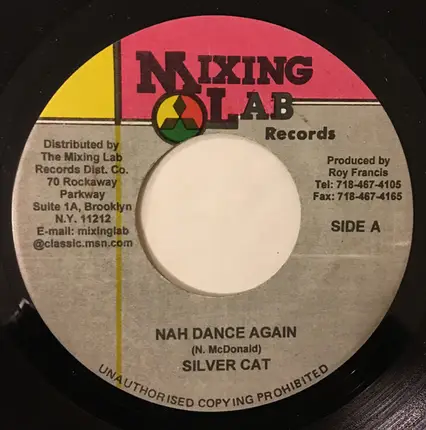 MIXING
LAB
Records
Distributed by
The Mixing Lab
Records Dist. Co.
70 Rockaway
Parkway
Suite 1A, Brooklyn
N.Y. 11212
E-mail: mixinglab
@classic.msn.com
Produced by
Roy Francis
Tel: 718-467-4105
Fax: 718-467-4165
SIDE A
NAH DANCE AGAIN
(N. McDonald)
SILVER CAT
UNAUTHORISED COPYING PROHIBITED